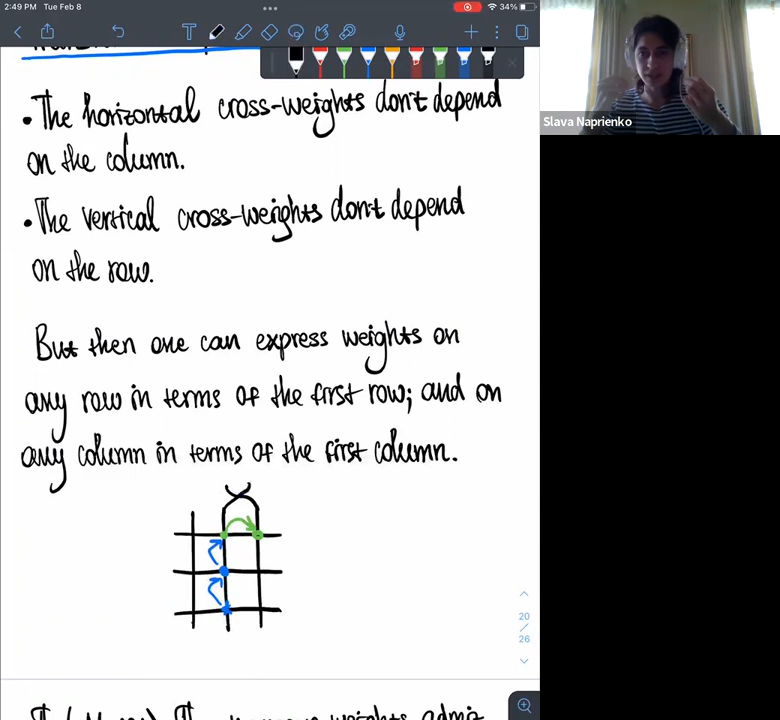 2:49 PM Tue Feb 8
34%
• The horizontal cross-weights don't depend
on the column.
• The vertical cross-weights don't depend
on the row.
But then one can express weights on
any row in terms of the first row; and on
any column in terms of the first column.
Slava Naprienko
20
/
26
weights admit